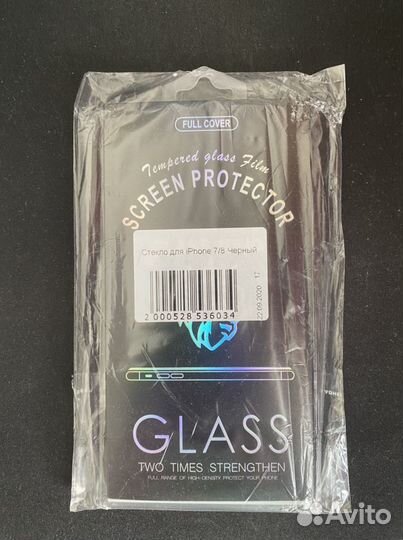 FULL COVER
Tempered glass Film
SCREEN PROTECTOR
Стекло для iPhone 7/8 Черный
2 000528 536034
22.09.2020 17
GLASS
TWO TIMES STRENGTHEN
FULL RANGE OF HIGH-DENSITY PROTECT YOUR PHONE
Avito